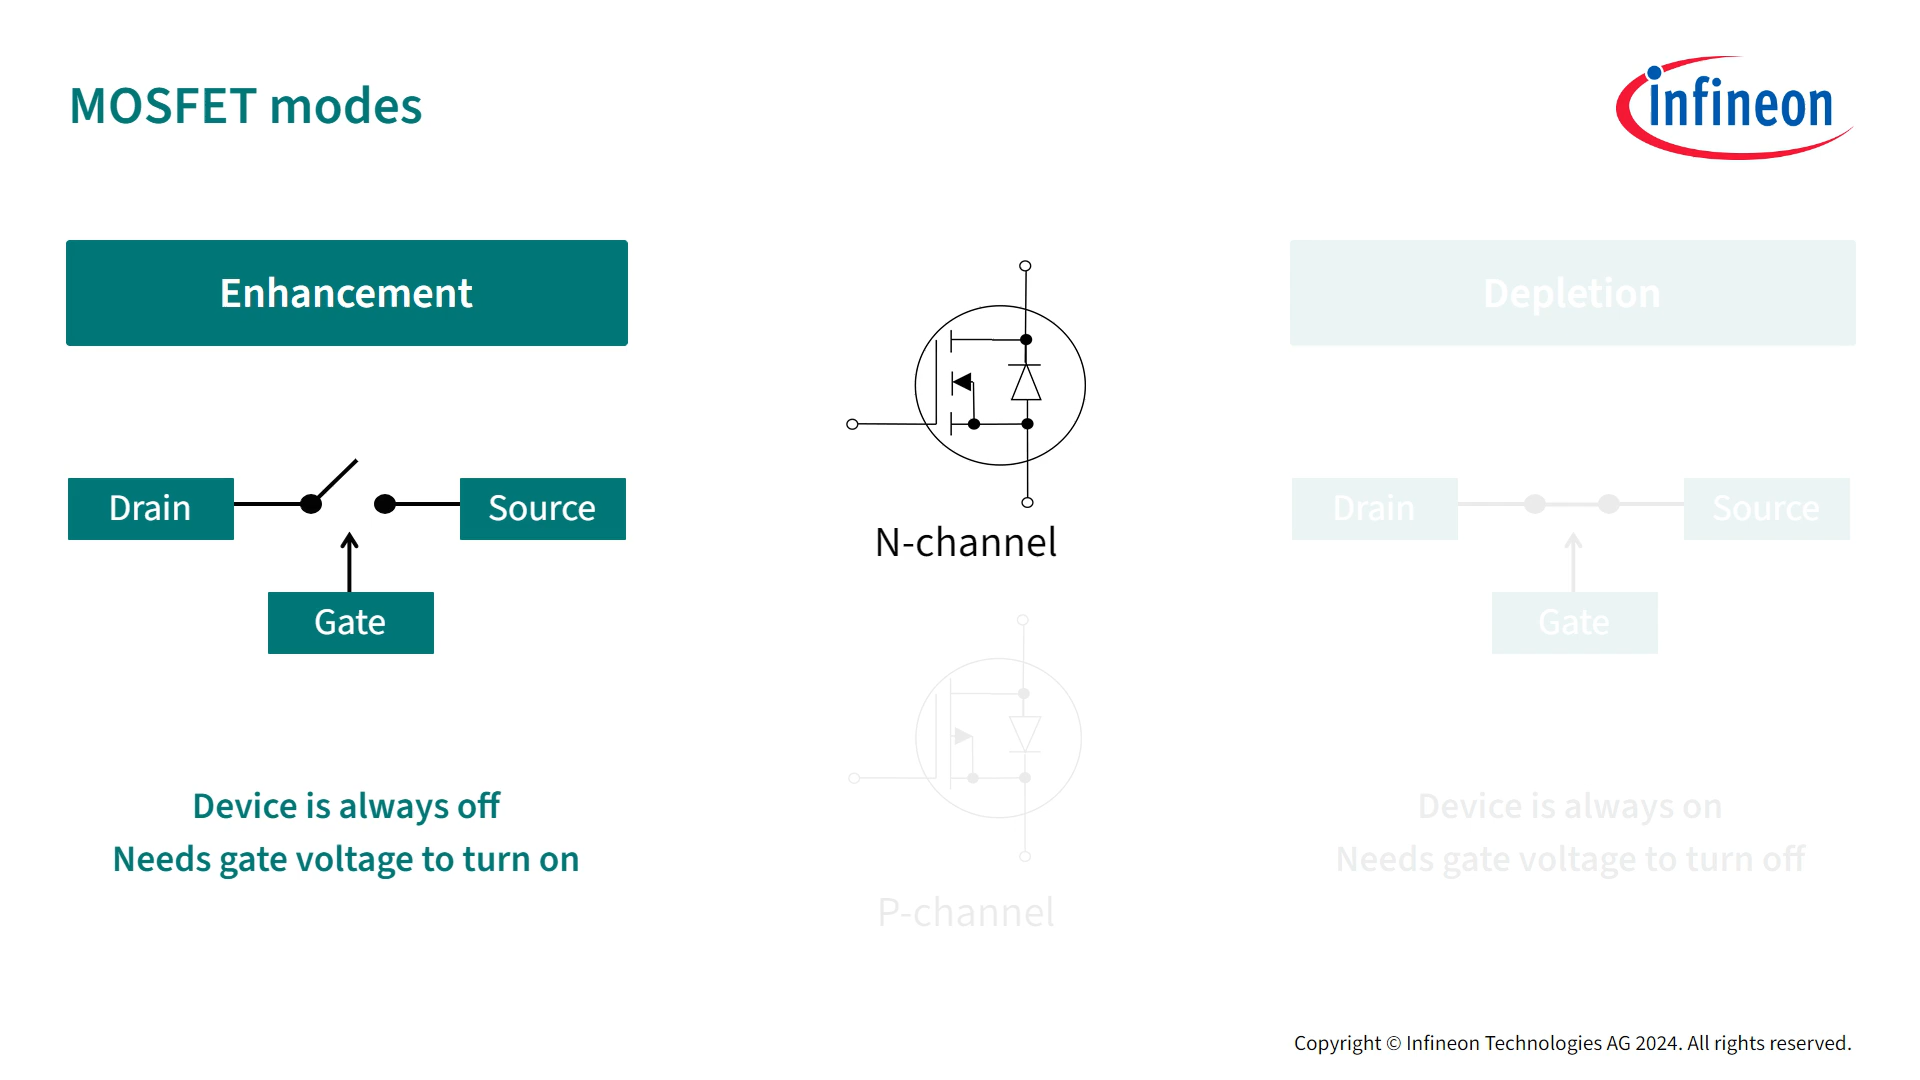 MOSFET modes
infineon
Enhancement
Drain
Source
Gate
Device is always off
Needs gate voltage to turn on
N-channel
P-channel
Depletion
Drain
Source
Gate
Device is always on
Needs gate voltage to turn off
Copyright © Infineon Technologies AG 2024. All rights reserved.